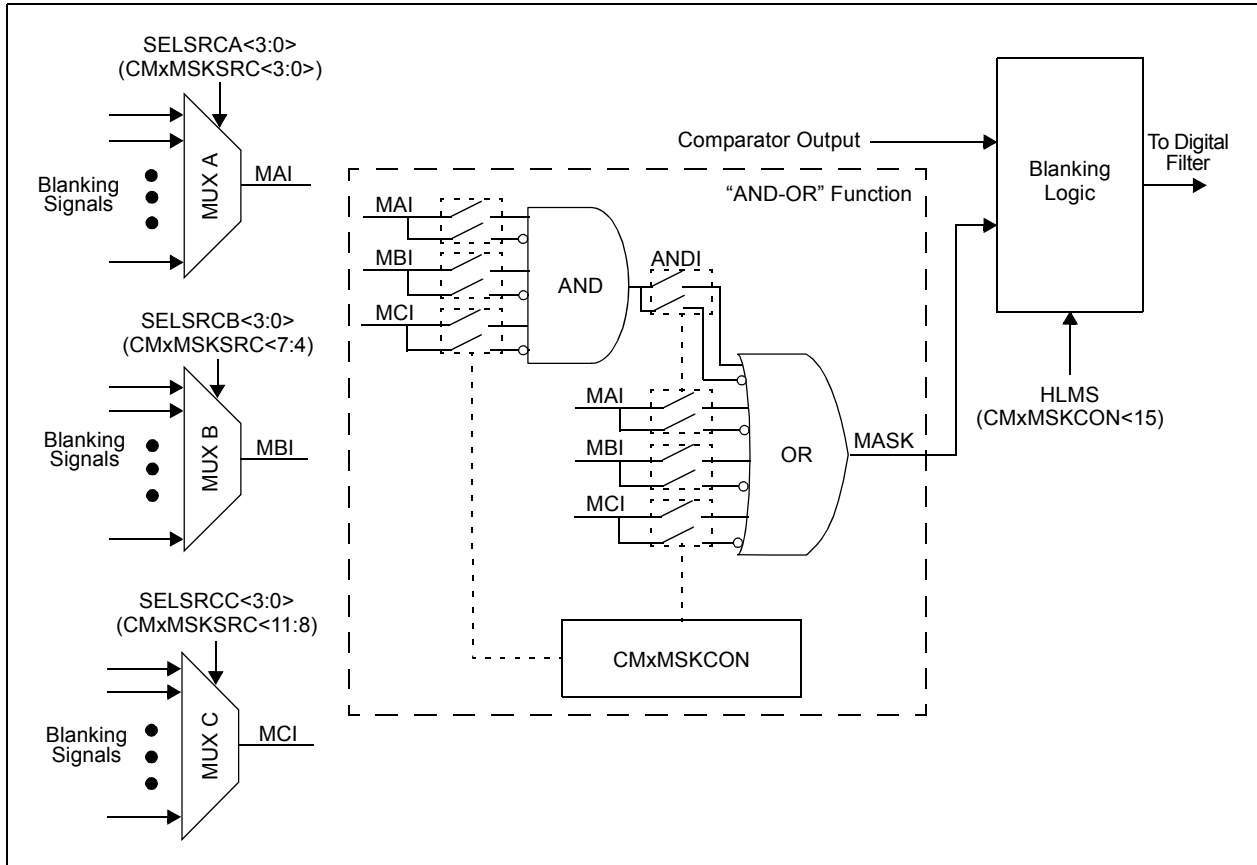 SELSRCA<3:0>
(CMxMSKSRC<3:0>)
Blanking
Signals
MUX A
MAI
SELSRCB<3:0>
(CMxMSKSRC<7:4)
Blanking
Signals
MUX B
MBI
SELSRCC<3:0>
(CMxMSKSRC<11:8)
Blanking
Signals
MUX C
MCI
Comparator Output
Blanking
Logic
To Digital
Filter
HLMS
(CMxMSKCON<15)
“AND-OR” Function
MAI
MBI
MCI
AND
ANDI
MAI
MBI
MCI
OR
MASK
CMxMSKCON